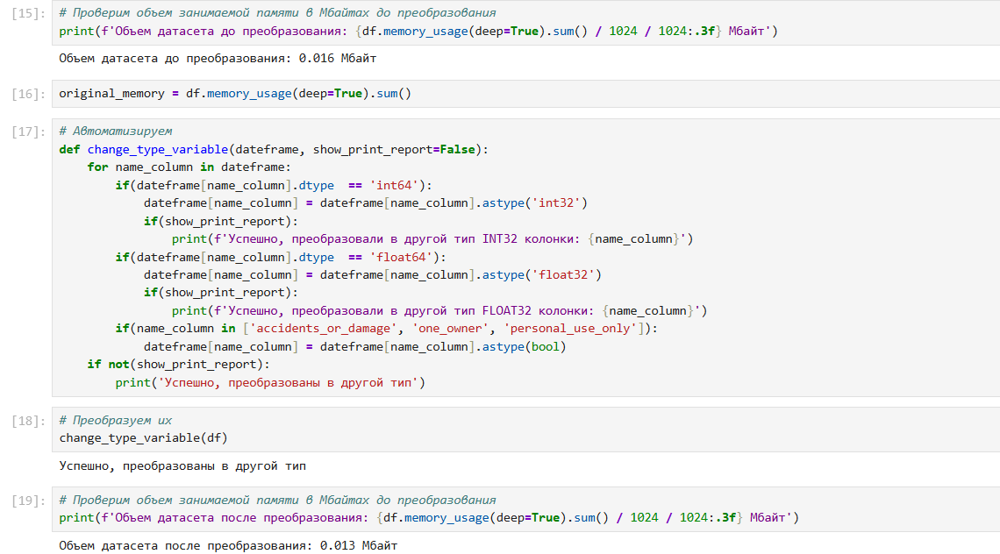 [15]: # Проверим объем занимаемой памяти в Мбайтах до преобразования
print(f'Объем датасета до преобразования: {df.memory_usage(deep=True).sum() / 1024 / 1024:.3f} Мбайт')
Объем датасета до преобразования: 0.016 Мбайт
[16]: original_memory = df.memory_usage(deep=True).sum()
[17]: # Автоматизируем
def change_type_variable(dateframe, show_print_report=False):
    for name_column in dateframe:
        if(dateframe[name_column].dtype  == 'int64'):
            dateframe[name_column] = dateframe[name_column].astype('int32')
            if(show_print_report):
                print(f'Успешно, преобразовали в другой тип INT32 колонки: {name_column}')
        if(dateframe[name_column].dtype  == 'float64'):
            dateframe[name_column] = dateframe[name_column].astype('float32')
            if(show_print_report):
                print(f'Успешно, преобразовали в другой тип FLOAT32 колонки: {name_column}')
        if(name_column in ['accidents_or_damage', 'one_owner', 'personal_use_only']):
            dateframe[name_column] = dateframe[name_column].astype(bool)
    if not(show_print_report):
        print('Успешно, преобразованы в другой тип')
[18]: # Преобразуем их
change_type_variable(df)
Успешно, преобразованы в другой тип
[19]: # Проверим объем занимаемой памяти в Мбайтах до преобразования
print(f'Объем датасета после преобразования: {df.memory_usage(deep=True).sum() / 1024 / 1024:.3f} Мбайт')
Объем датасета после преобразования: 0.013 Мбайт